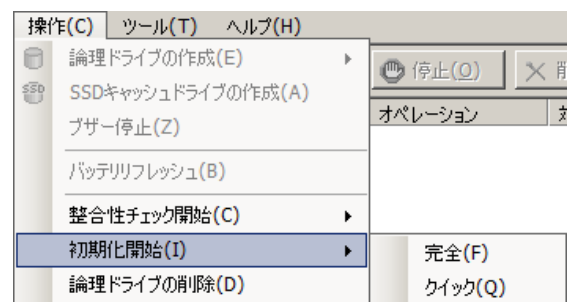 操作(C) ツール(T) ヘルプ(H)
論理ドライブの作成(E)
SSD SSDキャッシュドライブの作成(A)
ブザー停止(Z)
バッテリリフレッシュ(B)
整合性チェック開始(C)
初期化開始(I)
論理ドライブの削除(D)
停止(O)
オペレーション
完全(F)
クイック(Q)